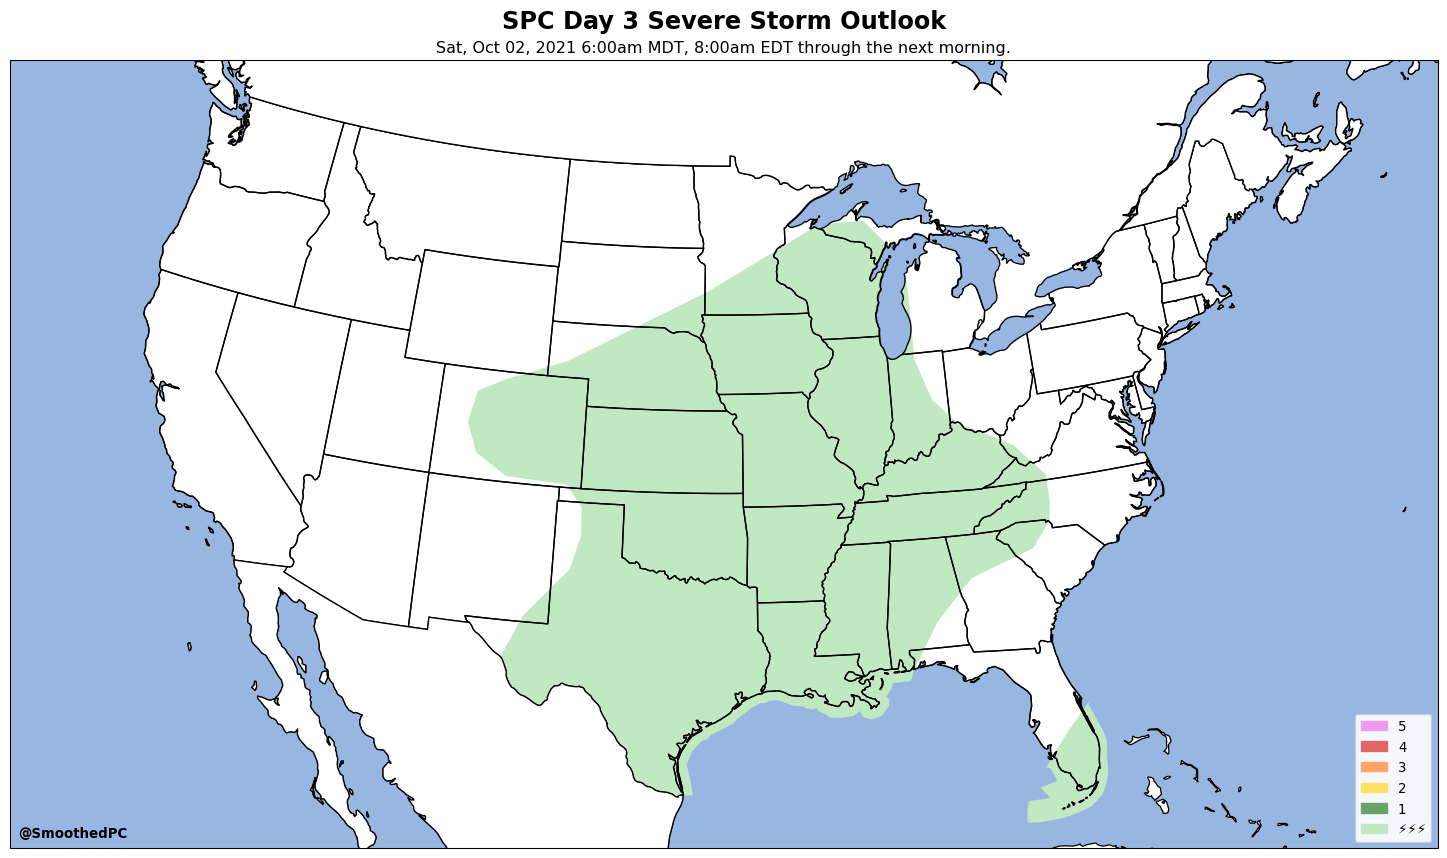 SPC Day 3 Severe Storm Outlook
Sat, Oct 02, 2021 6:00am MDT, 8:00am EDT through the next morning.
5
4
3
2
1
⚡⚡⚡
@SmoothedPC